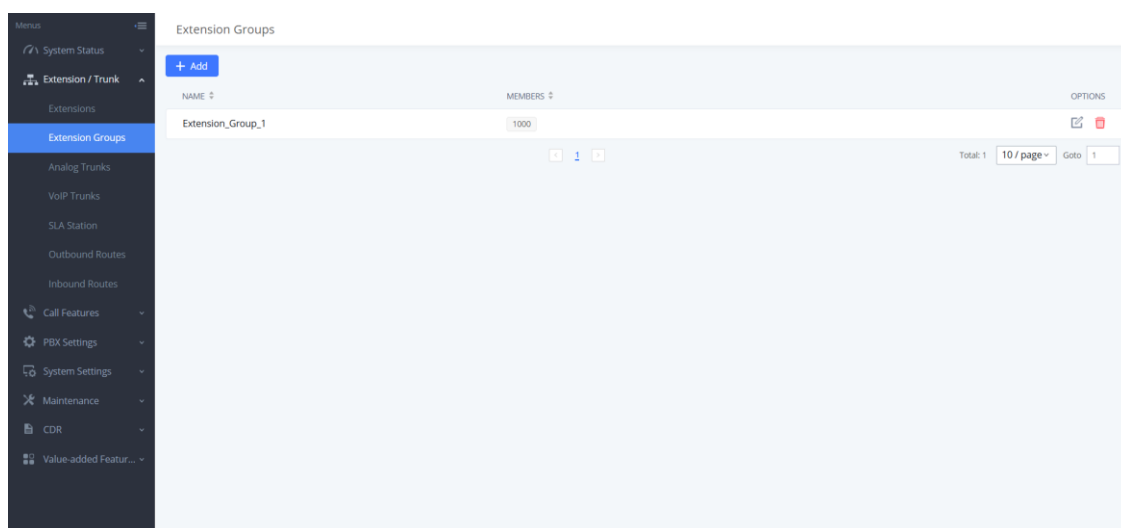 Menus
System Status
Extension / Trunk
Extensions
Extension Groups
Analog Trunks
VoIP Trunks
SLA Station
Outbound Routes
Inbound Routes
Call Features
PBX Settings
System Settings
Maintenance
CDR
Value-added Featur...
Extension Groups
+ Add
NAME MEMBERS OPTIONS
Extension_Group_1 1000
< 1 > Total: 1 10 / page Goto 1